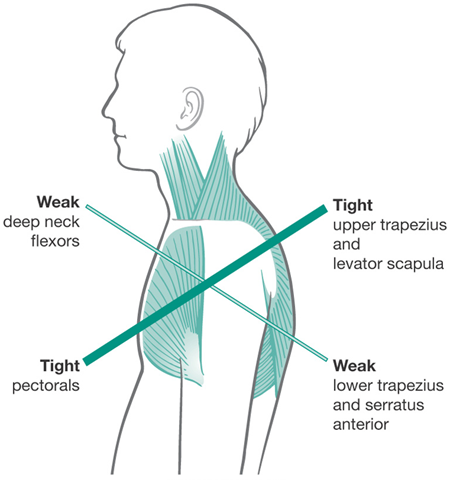 Weak
deep neck
flexors
Tight
upper trapezius
and
levator scapula
Tight
pectorals
Weak
lower trapezius
and serratus
anterior